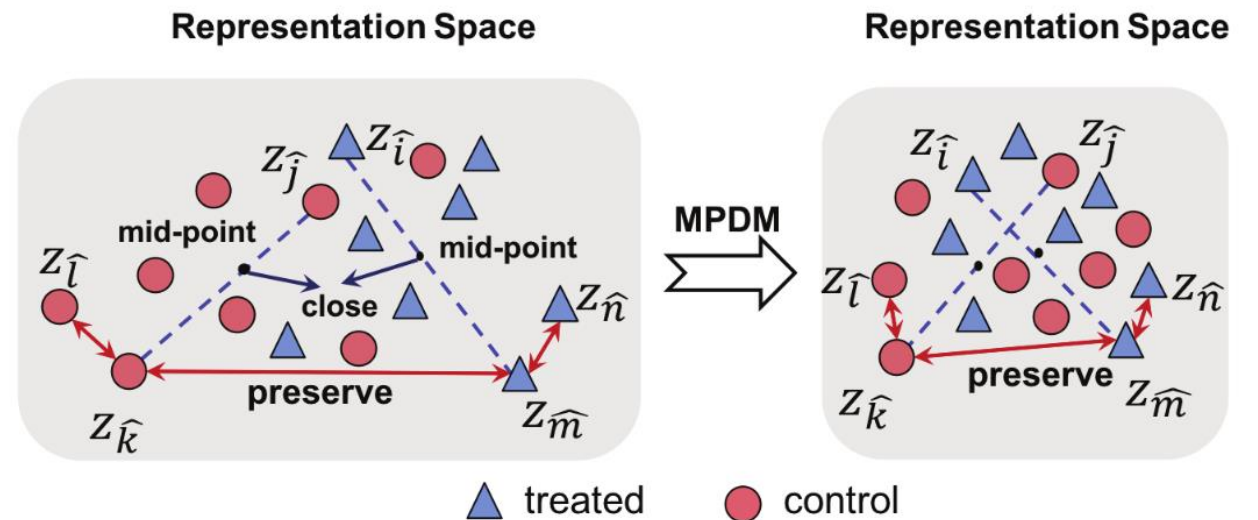 Representation Space
Representation Space
z_î
z_ĵ
mid-point
mid-point
z_l̂
close
z_n̂
preserve
z_k̂
z_m̂
MPDM
z_î
z_ĵ
z_l̂
z_n̂
preserve
z_k̂
z_m̂
treated
control